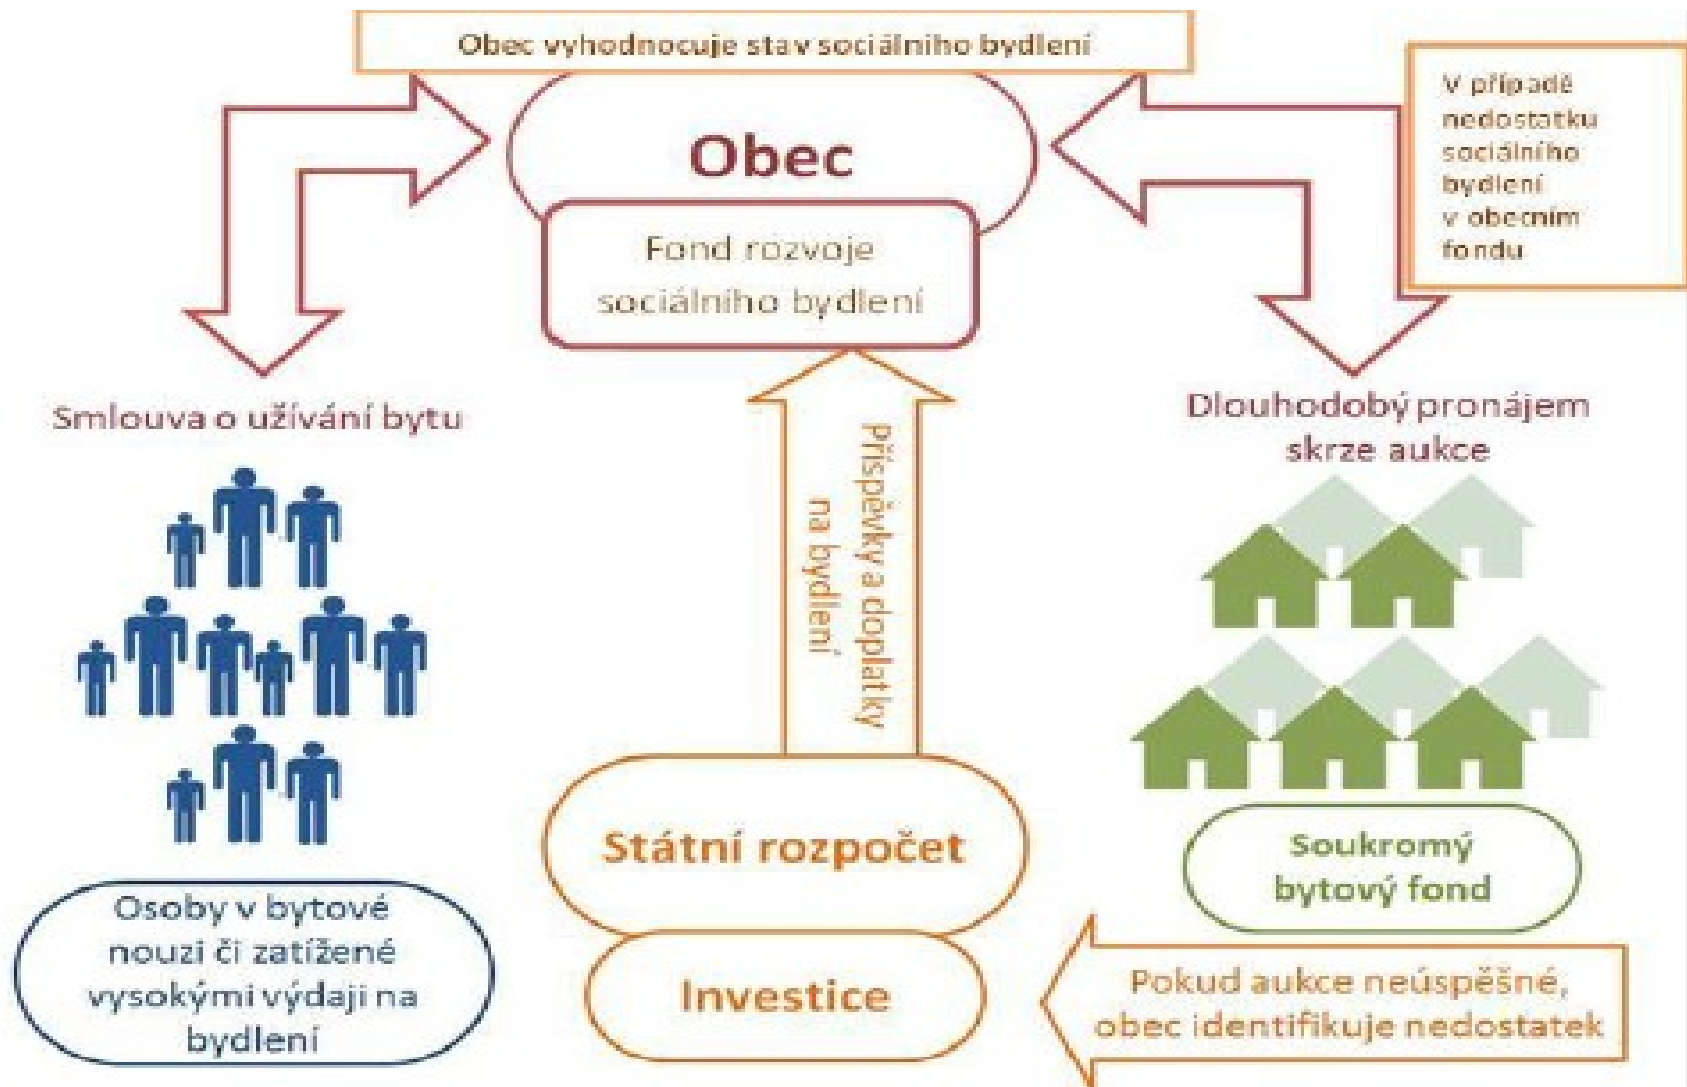 Obec vyhodnocuje stav sociálního bydlení
V případě
nedostatku
sociálního
bydlení
v obecním
fondu
Obec
Fond rozvoje
sociálního bydlení
Smlouva o užívání bytu
Dlouhodobý pronájem
skrze aukce
Příspěvky a doplatky
na bydlení
Státní rozpočet
Soukromý
bytový fond
Osoby v bytové
nouzi či zatížené
vysokými výdaji na
bydlení
Investice
Pokud aukce neúspěšné,
obec identifikuje nedostatek